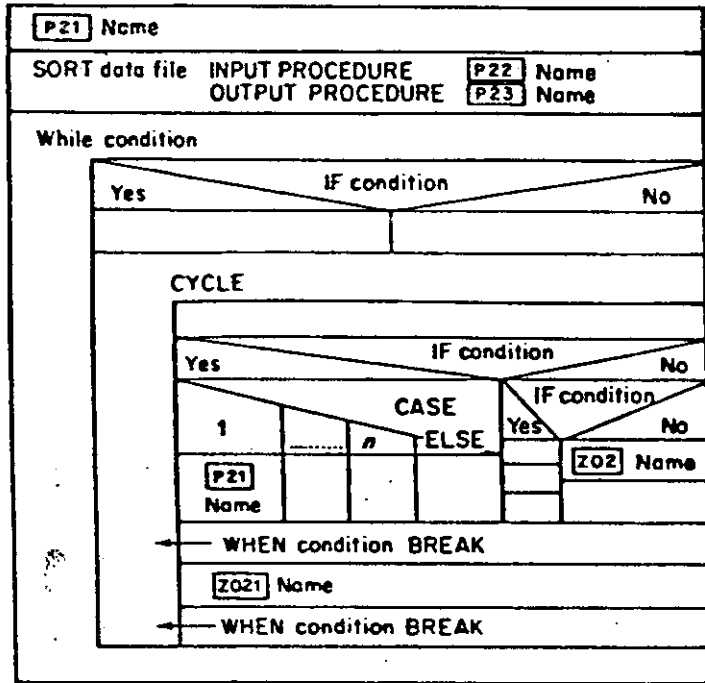 P21 Name
SORT data file INPUT PROCEDURE P22 Name
OUTPUT PROCEDURE P23 Name
While condition
IF condition
Yes No
CYCLE
IF condition
Yes No
IF condition
CASE
1 ........ n ELSE
Yes No
Z02 Name
P21
Name
WHEN condition BREAK
Z021 Name
WHEN condition BREAK